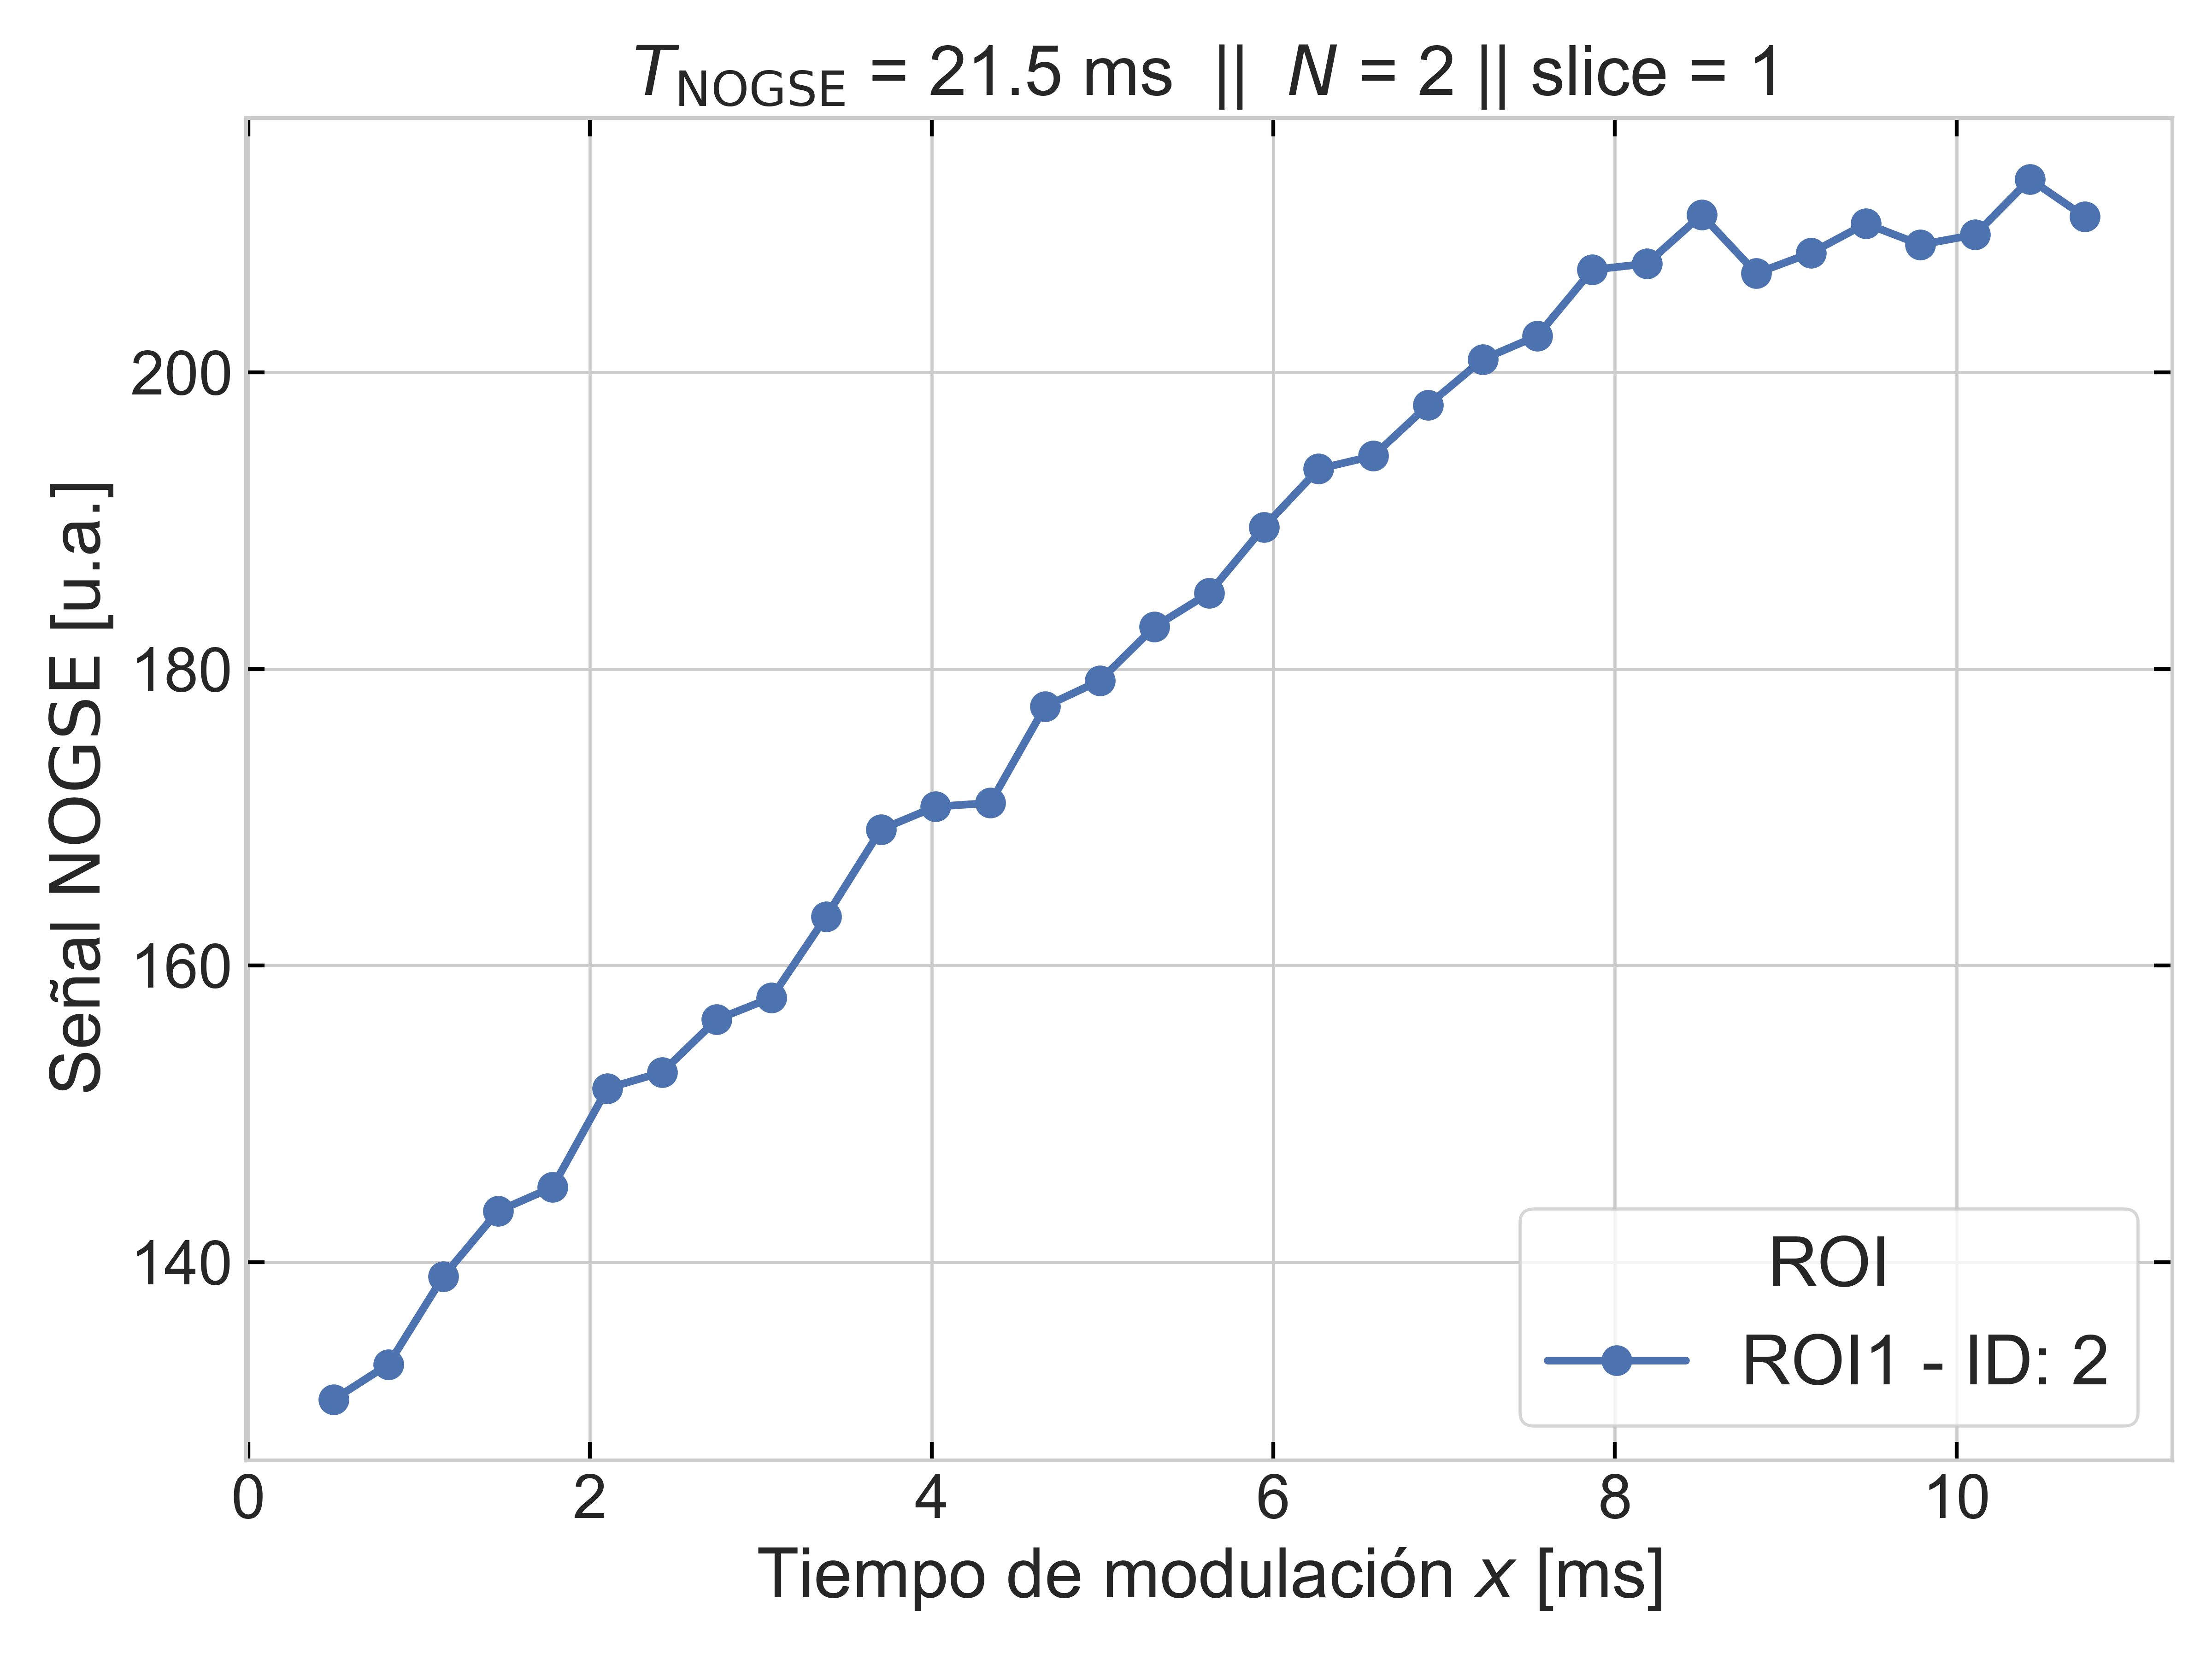 T_NOGSE = 21.5 ms || N = 2 || slice = 1
Señal NOGSE [u.a.]
200
180
160
140
ROI
ROI1 - ID: 2
0 2 4 6 8 10
Tiempo de modulación x [ms]